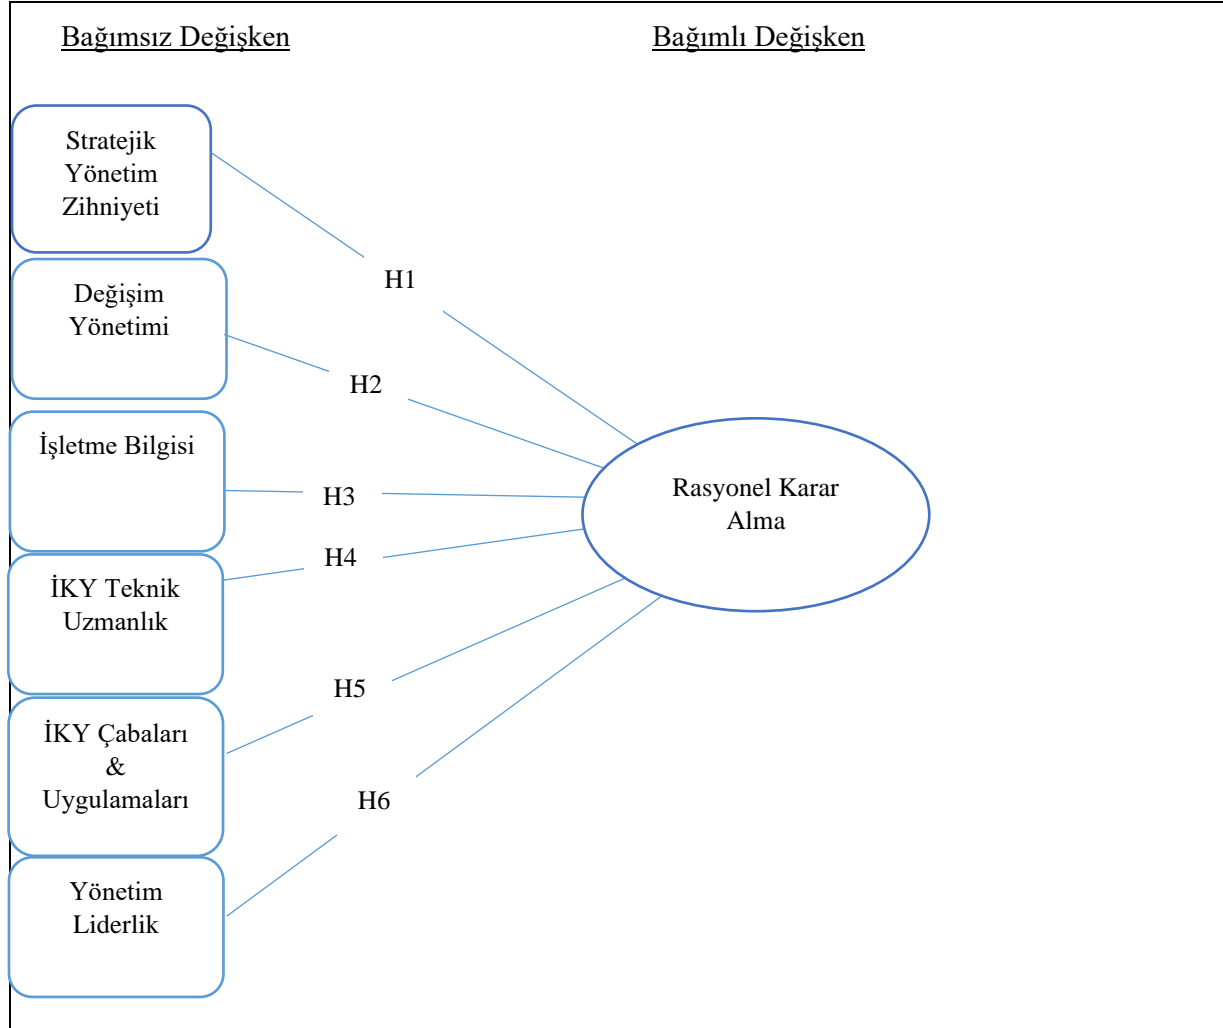 Bağımsız Değişken
Bağımlı Değişken
Stratejik
Yönetim
Zihniyeti
H1
Değişim
Yönetimi
H2
İşletme Bilgisi
H3
Rasyonel Karar
Alma
H4
İKY Teknik
Uzmanlık
H5
İKY Çabaları
&
Uygulamaları
H6
Yönetim
Liderlik